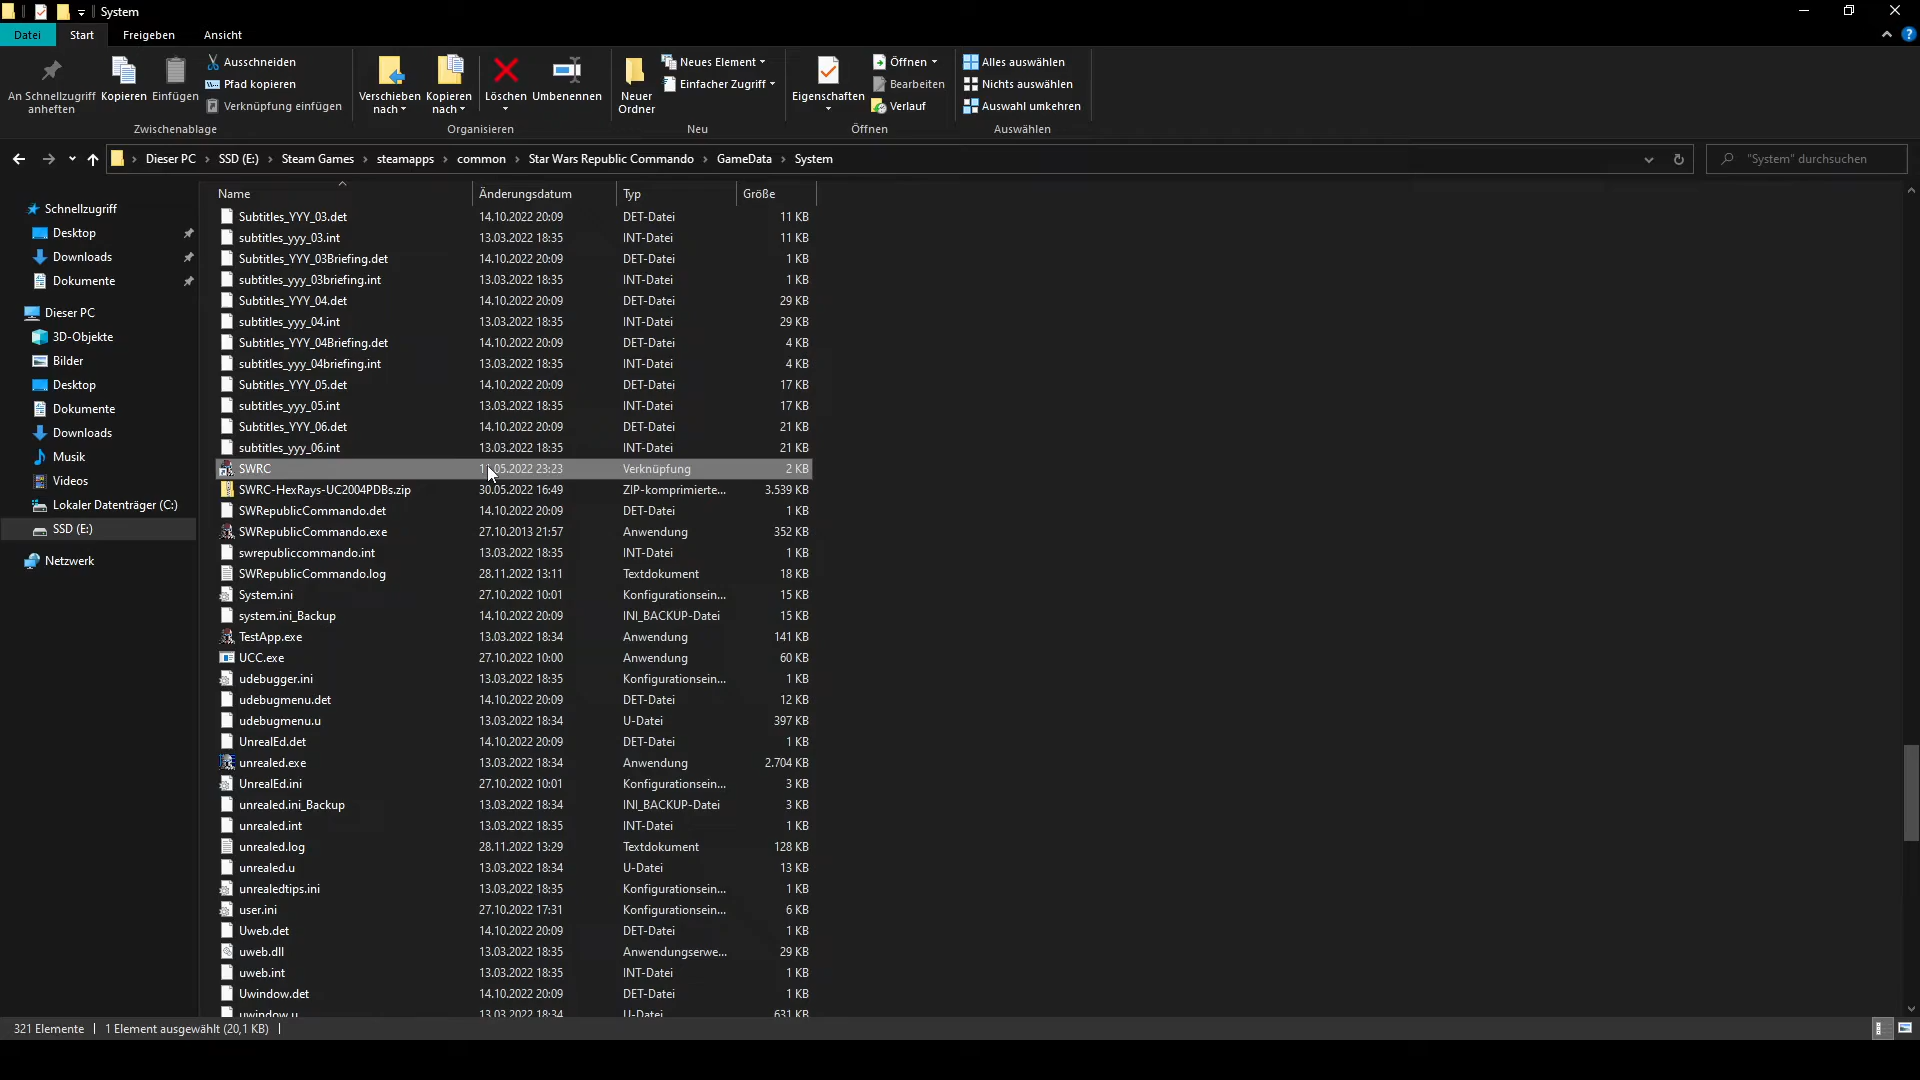 System
Datei Start Freigeben Ansicht
An Schnellzugriff anheften
Kopieren
Einfügen
Ausschneiden
Pfad kopieren
Verknüpfung einfügen
Zwischenablage
Verschieben nach
Kopieren nach
Löschen
Umbenennen
Organisieren
Neuer Ordner
Neues Element
Einfacher Zugriff
Neu
Eigenschaften
Öffnen
Bearbeiten
Verlauf
Öffnen
Alles auswählen
Nichts auswählen
Auswahl umkehren
Auswählen
Dieser PC › SSD (E:) › Steam Games › steamapps › common › Star Wars Republic Commando › GameData › System
"System" durchsuchen
Schnellzugriff
Desktop
Downloads
Dokumente
Dieser PC
3D-Objekte
Bilder
Desktop
Dokumente
Downloads
Musik
Videos
Lokaler Datenträger (C:)
SSD (E:)
Netzwerk
Name Änderungsdatum Typ Größe
Subtitles_YYY_03.det 14.10.2022 20:09 DET-Datei 11 KB
subtitles_yyy_03.int 13.03.2022 18:35 INT-Datei 11 KB
Subtitles_YYY_03Briefing.det 14.10.2022 20:09 DET-Datei 1 KB
subtitles_yyy_03briefing.int 13.03.2022 18:35 INT-Datei 1 KB
Subtitles_YYY_04.det 14.10.2022 20:09 DET-Datei 29 KB
subtitles_yyy_04.int 13.03.2022 18:35 INT-Datei 29 KB
Subtitles_YYY_04Briefing.det 14.10.2022 20:09 DET-Datei 4 KB
subtitles_yyy_04briefing.int 13.03.2022 18:35 INT-Datei 4 KB
Subtitles_YYY_05.det 14.10.2022 20:09 DET-Datei 17 KB
subtitles_yyy_05.int 13.03.2022 18:35 INT-Datei 17 KB
Subtitles_YYY_06.det 14.10.2022 20:09 DET-Datei 21 KB
subtitles_yyy_06.int 13.03.2022 18:35 INT-Datei 21 KB
SWRC 23:23 Verknüpfung 2 KB
SWRC-HexRays-UC2004PDBs.zip 30.05.2022 16:49 ZIP-komprimierte... 3.539 KB
SWRepublicCommando.det 14.10.2022 20:09 DET-Datei 1 KB
SWRepublicCommando.exe 27.10.2013 21:57 Anwendung 352 KB
swrepubliccommando.int 13.03.2022 18:35 INT-Datei 1 KB
SWRepublicCommando.log 28.11.2022 13:11 Textdokument 18 KB
System.ini 27.10.2022 10:01 Konfigurationsein... 15 KB
system.ini_Backup 14.10.2022 20:09 INI_BACKUP-Datei 15 KB
TestApp.exe 13.03.2022 18:34 Anwendung 141 KB
UCC.exe 27.10.2022 10:00 Anwendung 60 KB
udebugger.ini 13.03.2022 18:35 Konfigurationsein... 1 KB
udebugmenu.det 14.10.2022 20:09 DET-Datei 12 KB
udebugmenu.u 13.03.2022 18:34 U-Datei 397 KB
UnrealEd.det 14.10.2022 20:09 DET-Datei 1 KB
unrealed.exe 13.03.2022 18:34 Anwendung 2.704 KB
UnrealEd.ini 27.10.2022 10:01 Konfigurationsein... 3 KB
unrealed.ini_Backup 13.03.2022 18:34 INI_BACKUP-Datei 3 KB
unrealed.int 13.03.2022 18:35 INT-Datei 1 KB
unrealed.log 28.11.2022 13:29 Textdokument 128 KB
unrealed.u 13.03.2022 18:34 U-Datei 13 KB
unrealedtips.ini 13.03.2022 18:35 Konfigurationsein... 1 KB
user.ini 27.10.2022 17:31 Konfigurationsein... 6 KB
Uweb.det 14.10.2022 20:09 DET-Datei 1 KB
uweb.dll 13.03.2022 18:35 Anwendungserwe... 29 KB
uweb.int 13.03.2022 18:35 INT-Datei 1 KB
Uwindow.det 14.10.2022 20:09 DET-Datei 1 KB
uwindow.u 13.03.2022 18:34 U-Datei 631 KB
321 Elemente 1 Element ausgewählt (20,1 KB)